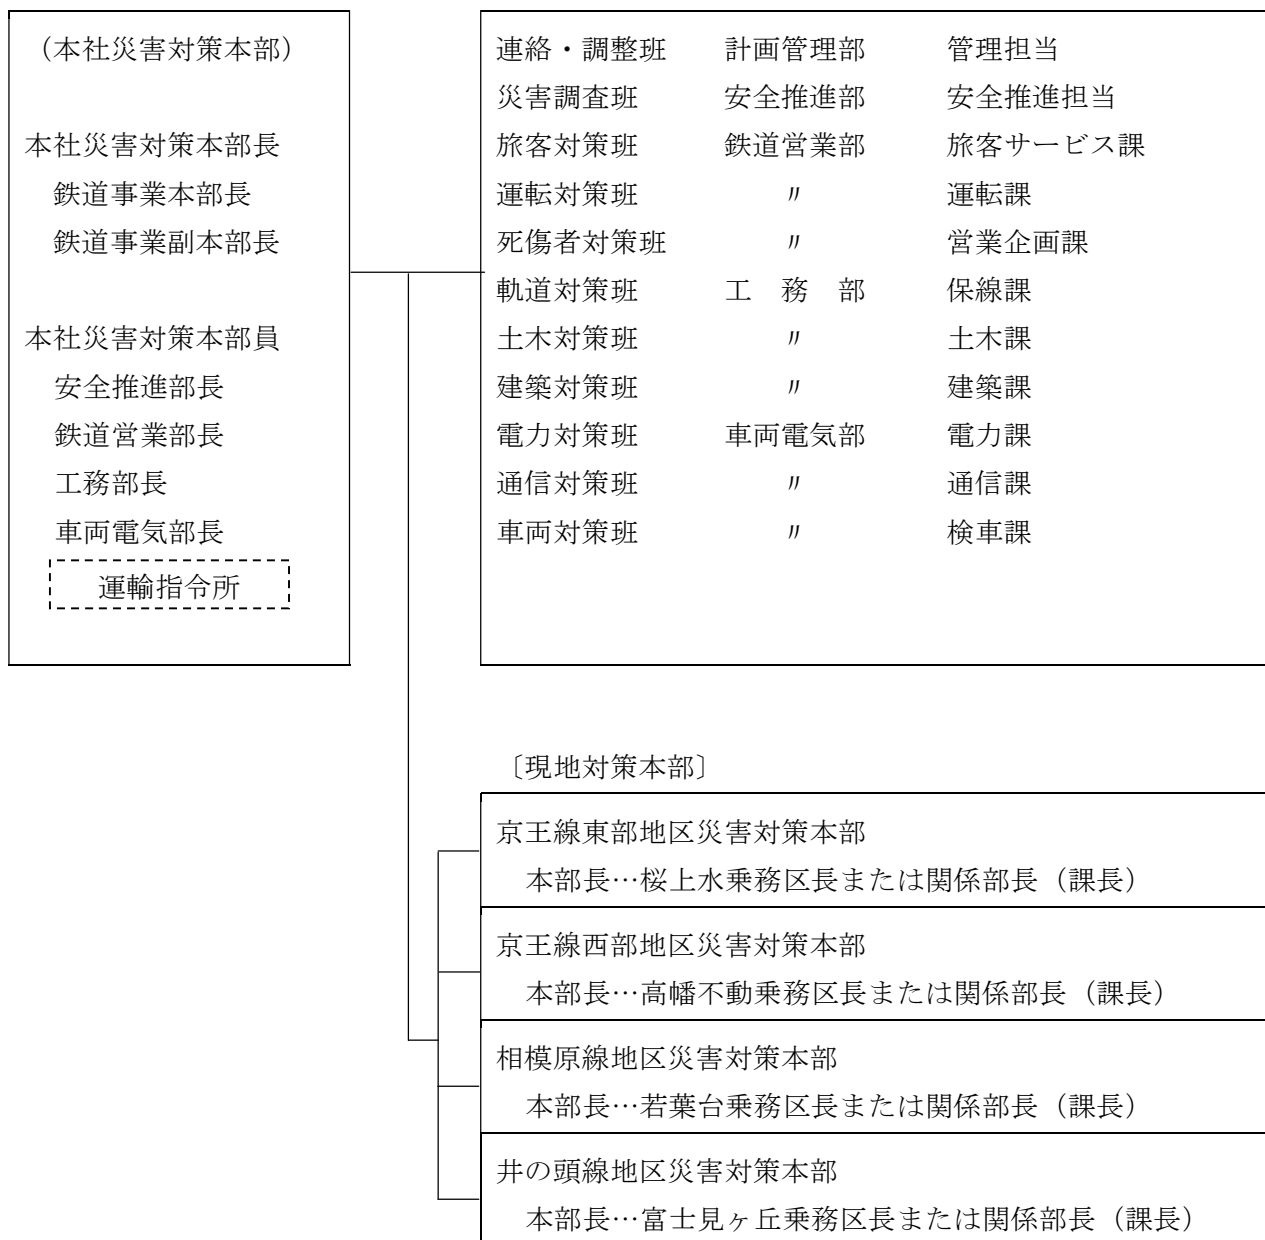 （本社災害対策本部）
本社災害対策本部長
鉄道事業本部長
鉄道事業副本部長
本社災害対策本部員
安全推進部長
鉄道営業部長
工務部長
車両電気部長
運輸指令所
連絡・調整班　計画管理部　管理担当
災害調査班　安全推進部　安全推進担当
旅客対策班　鉄道営業部　旅客サービス課
運転対策班　〃　運転課
死傷者対策班　〃　営業企画課
軌道対策班　工　務　部　保線課
土木対策班　〃　土木課
建築対策班　〃　建築課
電力対策班　車両電気部　電力課
通信対策班　〃　通信課
車両対策班　〃　検車課
〔現地対策本部〕
京王線東部地区災害対策本部
本部長…桜上水乗務区長または関係部長（課長）
京王線西部地区災害対策本部
本部長…高幡不動乗務区長または関係部長（課長）
相模原線地区災害対策本部
本部長…若葉台乗務区長または関係部長（課長）
井の頭線地区災害対策本部
本部長…富士見ヶ丘乗務区長または関係部長（課長）